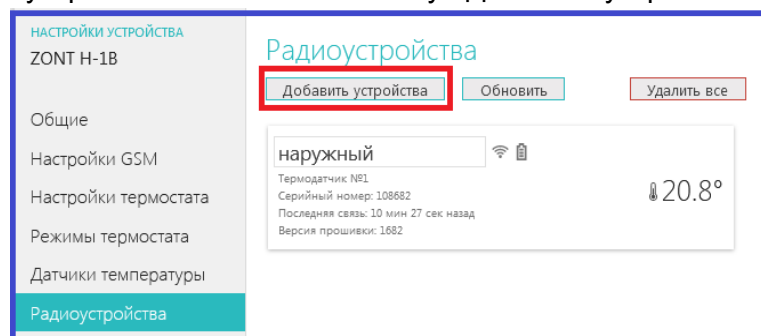 НАСТРОЙКИ УСТРОЙСТВА
ZONT H-1B
Общие
Настройки GSM
Настройки термостата
Режимы термостата
Датчики температуры
Радиоустройства
Радиоустройства
Добавить устройства
Обновить
Удалить все
наружный
Термодатчик №1
Серийный номер: 108682
Последняя связь: 10 мин 27 сек назад
Версия прошивки: 1682
20.8°